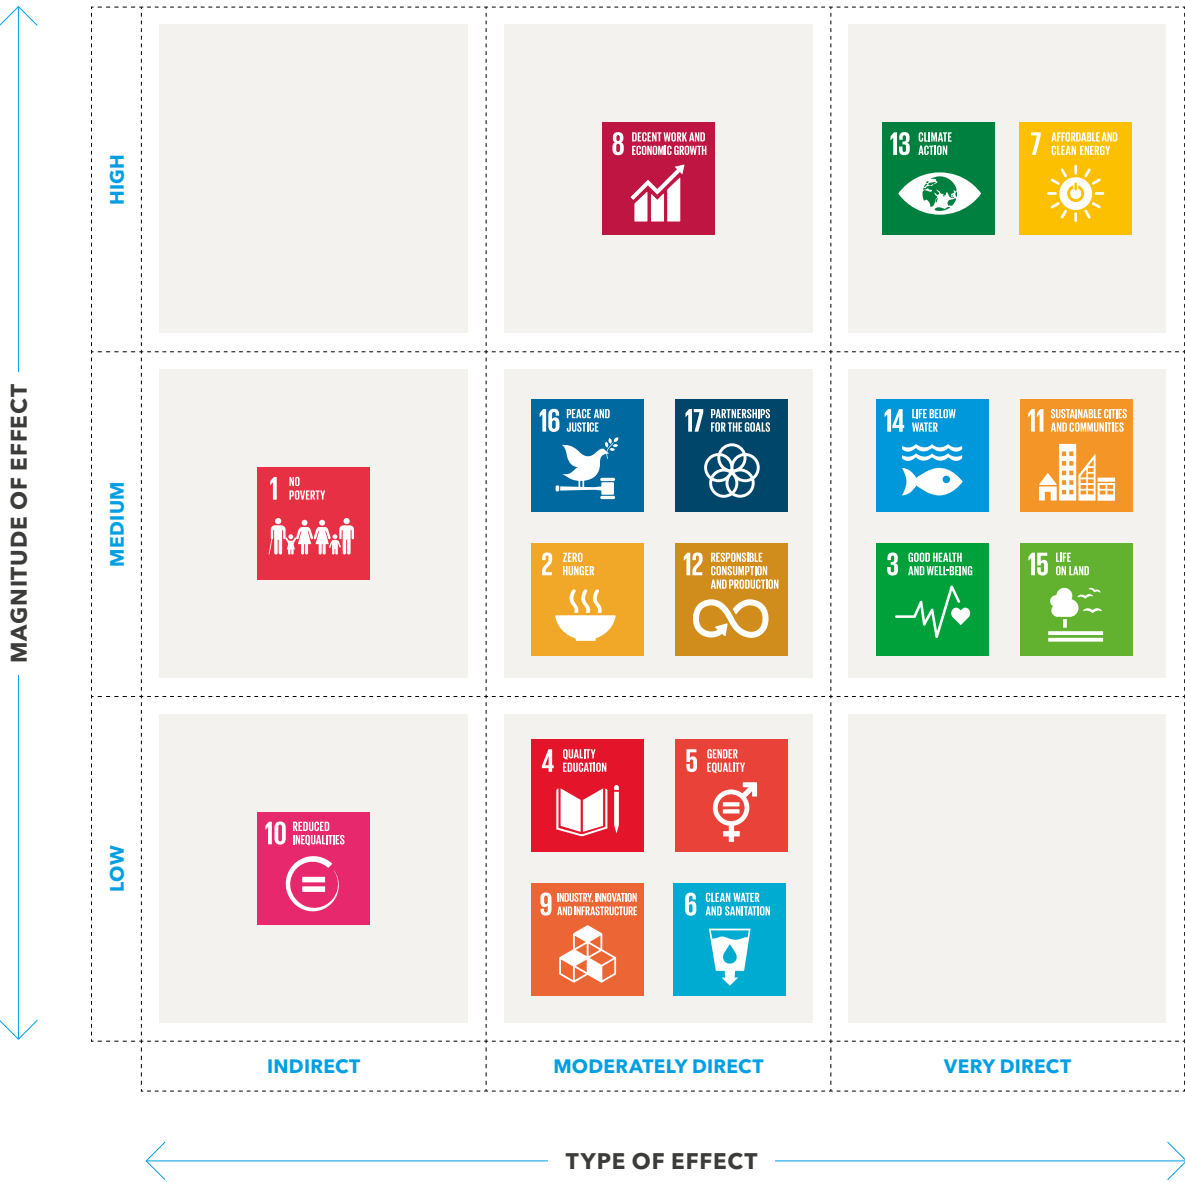 MAGNITUDE OF EFFECT
HIGH
8 DECENT WORK AND
ECONOMIC GROWTH
13 CLIMATE
ACTION
7 AFFORDABLE AND
CLEAN ENERGY
MEDIUM
1 NO
POVERTY
16 PEACE AND
JUSTICE
17 PARTNERSHIPS
FOR THE GOALS
2 ZERO
HUNGER
12 RESPONSIBLE
CONSUMPTION
AND PRODUCTION
14 LIFE BELOW
WATER
11 SUSTAINABLE CITIES
AND COMMUNITIES
3 GOOD HEALTH
AND WELL-BEING
15 LIFE
ON LAND
LOW
10 REDUCED
INEQUALITIES
4 QUALITY
EDUCATION
5 GENDER
EQUALITY
9 INDUSTRY, INNOVATION
AND INFRASTRUCTURE
6 CLEAN WATER
AND SANITATION
INDIRECT
MODERATELY DIRECT
VERY DIRECT
TYPE OF EFFECT